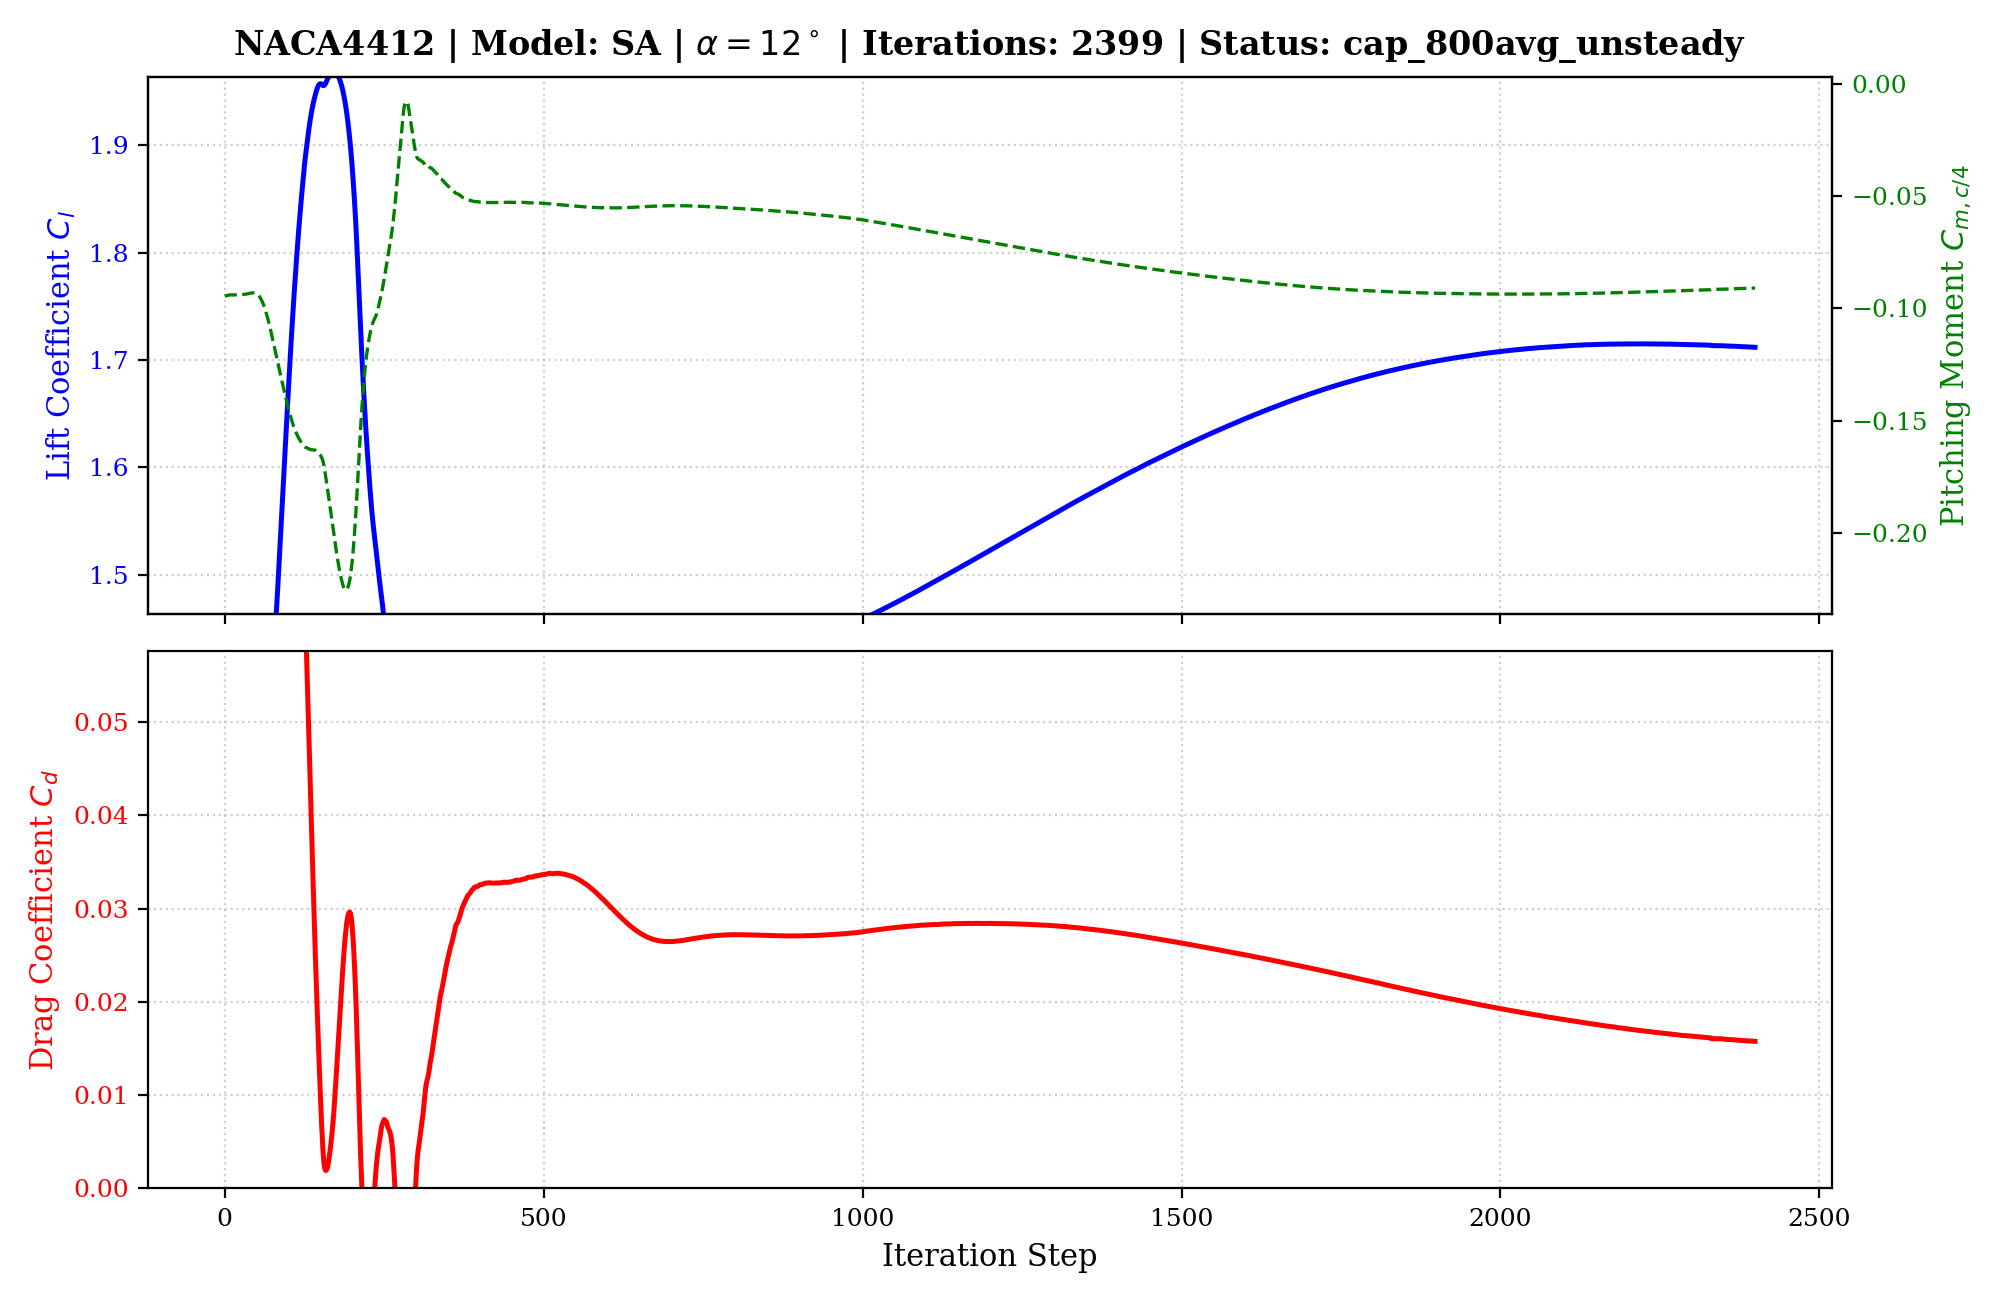 NACA4412 | Model: SA | α = 12° | Iterations: 2399 | Status: cap_800avg_unsteady
Lift Coefficient C_l
1.9
1.8
1.7
1.6
1.5
0.00
−0.05
−0.10
−0.15
−0.20
Pitching Moment C_{m, c/4}
Drag Coefficient C_d
0.05
0.04
0.03
0.02
0.01
0.00
0 500 1000 1500 2000 2500
Iteration Step